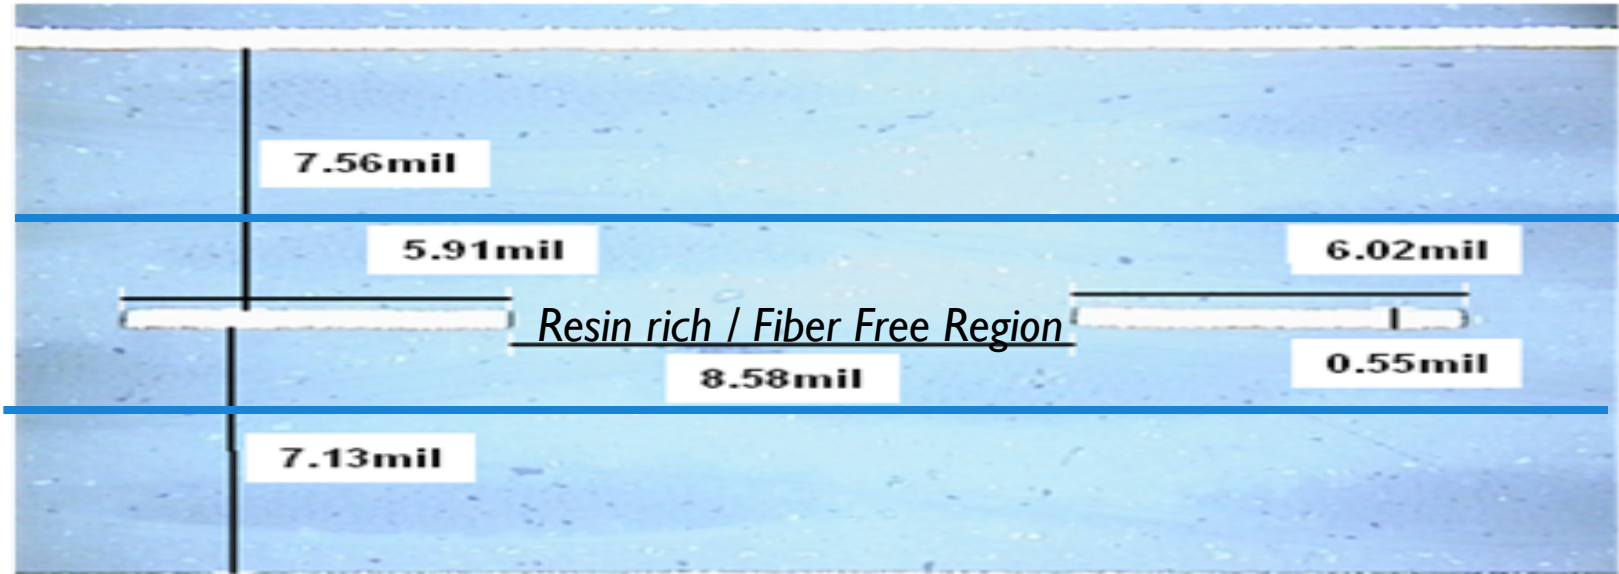 7.56mil
5.91mil
6.02mil
Resin rich / Fiber Free Region
0.55mil
8.58mil
7.13mil